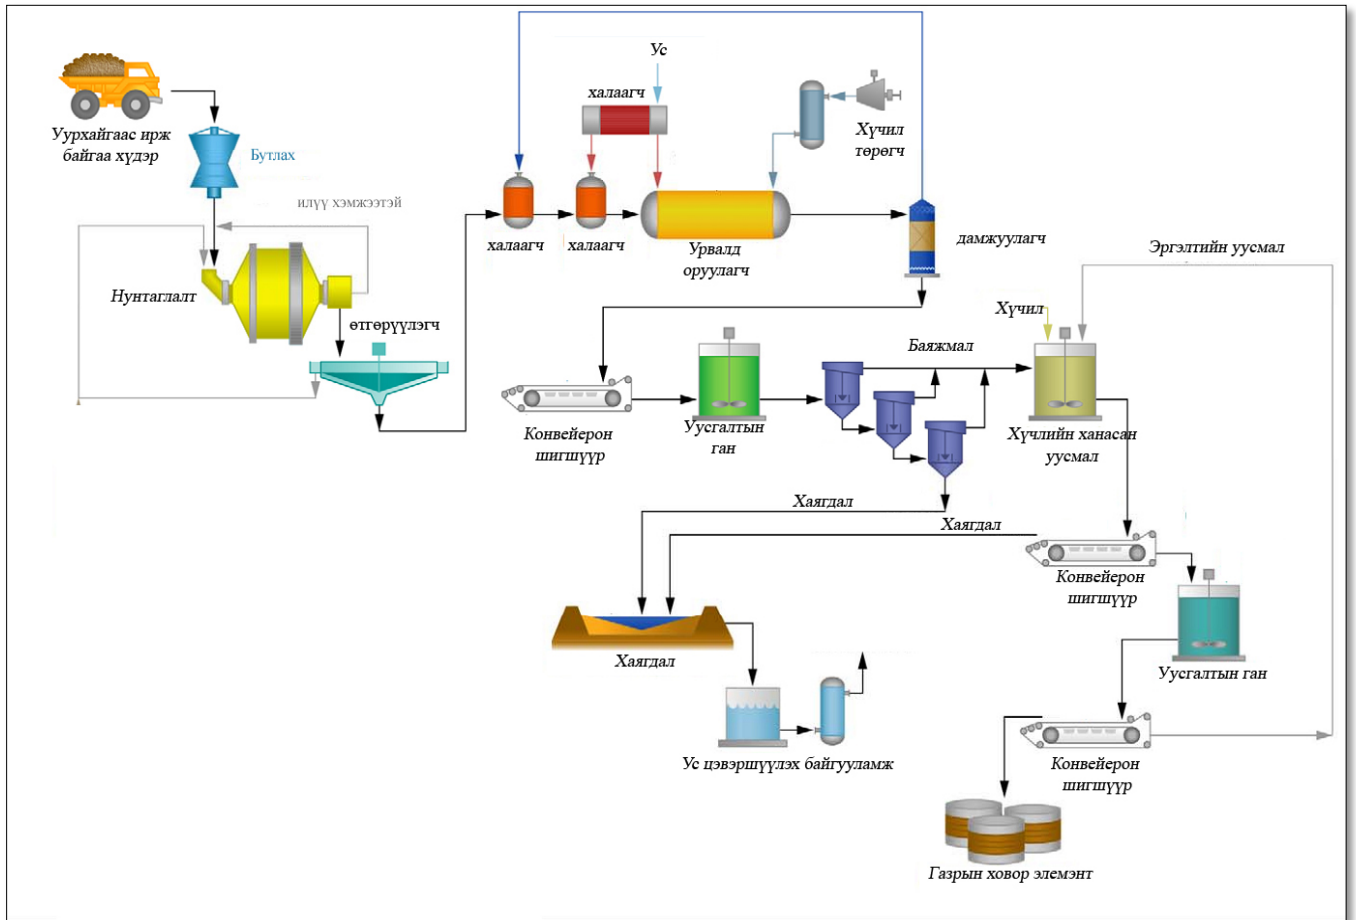 Ус
халаагч
Уурхайгаас ирж
байгаа хүдэр
Хүчил
төрөгч
Бутлах
илүү хэмжээтэй
халаагч
халаагч
Урвалд
оруулагч
дамжуулагч
Эргэлтийн уусмал
Нунтаглалт
өтгөрүүлэгч
Хүчил
Баяжмал
Конвейерон
шигшүүр
Уусгалтын
ган
Хүчлийн ханасан
уусмал
Хаягдал
Хаягдал
Конвейерон
шигшүүр
Хаягдал
Уусгалтын ган
Ус цэвэршүүлэх байгууламж
Конвейерон
шигшүүр
Газрын ховор элемэнт